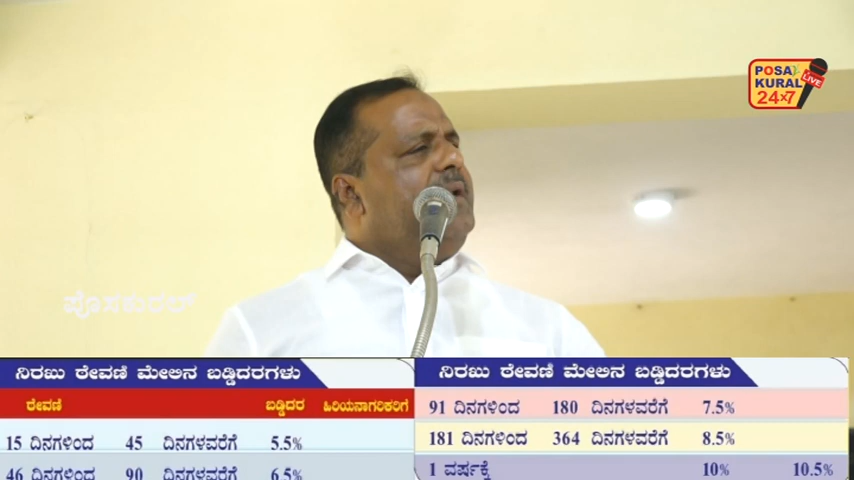 POSA
KURAL
LIVE
24x7
ಪೊಸಕುರಲ್
ನಿರಖು ಠೇವಣಿ ಮೇಲಿನ ಬಡ್ಡಿದರಗಳು
ಠೇವಣಿ ಬಡ್ಡಿದರ ಹಿರಿಯನಾಗರಿಕರಿಗೆ
15 ದಿನಗಳಿಂದ 45 ದಿನಗಳವರೆಗೆ 5.5%
46 ದಿನಗಳಿಂದ 90 ದಿನಗಳವರೆಗೆ 6.5%
ನಿರಖು ಠೇವಣಿ ಮೇಲಿನ ಬಡ್ಡಿದರಗಳು
91 ದಿನಗಳಿಂದ 180 ದಿನಗಳವರೆಗೆ 7.5%
181 ದಿನಗಳಿಂದ 364 ದಿನಗಳವರೆಗೆ 8.5%
1 ವರ್ಷಕ್ಕೆ 10% 10.5%